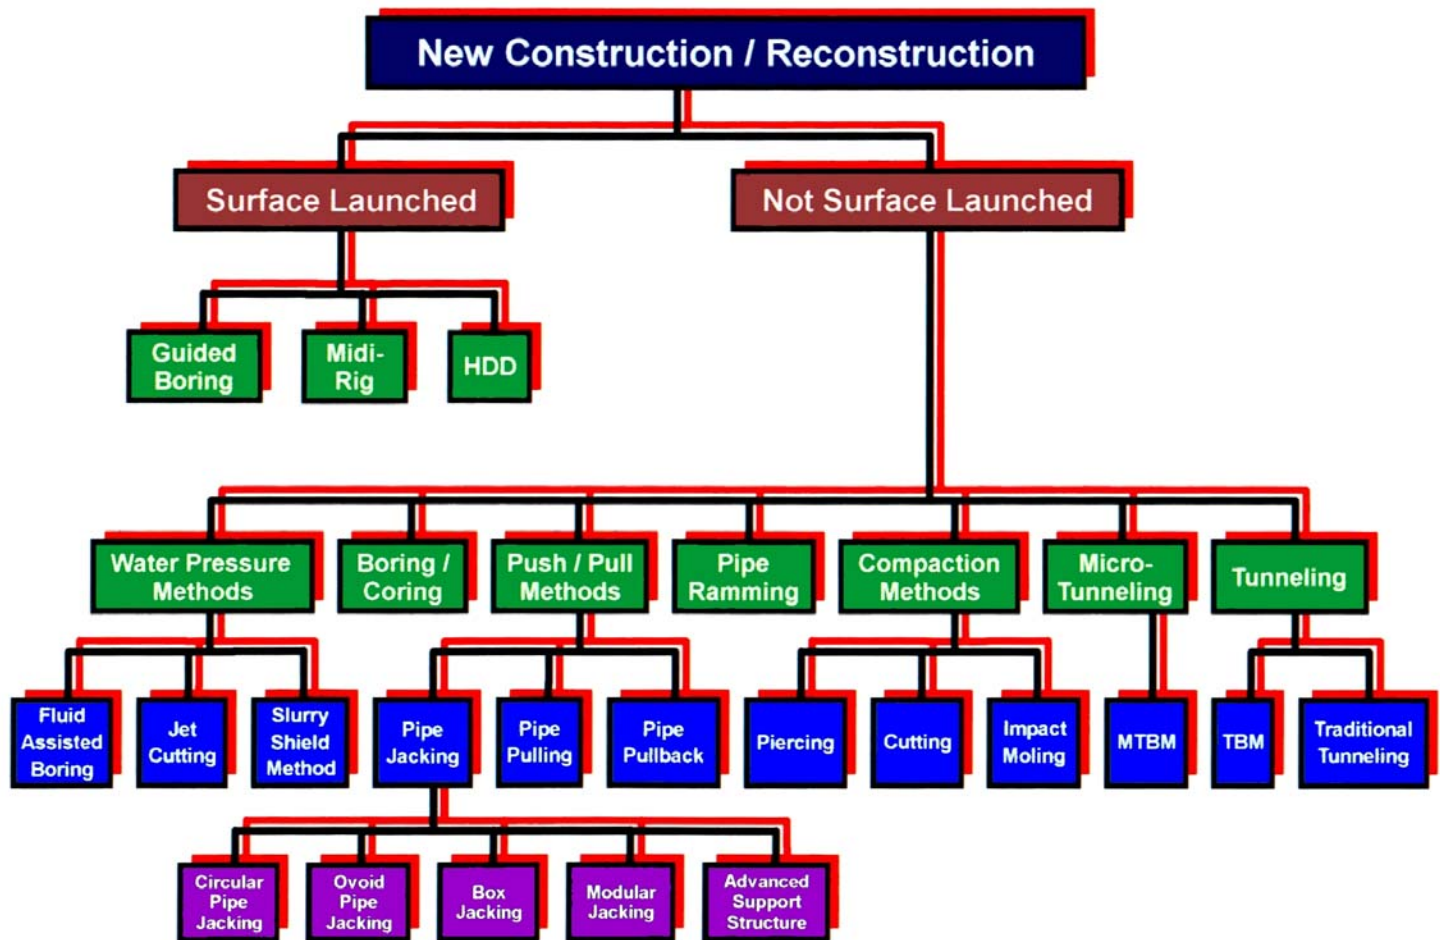 New Construction / Reconstruction
Surface Launched
Not Surface Launched
Guided
Boring
Midi-
Rig
HDD
Water Pressure
Methods
Boring /
Coring
Push / Pull
Methods
Pipe
Ramming
Compaction
Methods
Micro-
Tunneling
Tunneling
Fluid
Assisted
Boring
Jet
Cutting
Slurry
Shield
Method
Pipe
Jacking
Pipe
Pulling
Pipe
Pullback
Piercing
Cutting
Impact
Moling
MTBM
TBM
Traditional
Tunneling
Circular
Pipe
Jacking
Ovoid
Pipe
Jacking
Box
Jacking
Modular
Jacking
Advanced
Support
Structure